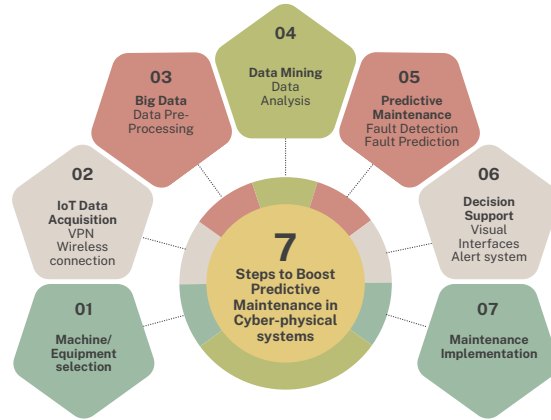 04
Data Mining
Data
Analysis
03
Big Data
Data Pre-
Processing
05
Predictive
Maintenance
Fault Detection
Fault Prediction
02
IoT Data
Acquisition
VPN
Wireless
connection
06
Decision
Support
Visual
Interfaces
Alert system
7
Steps to Boost
Predictive
Maintenance in
Cyber-physical
systems
01
Machine/
Equipment
selection
07
Maintenance
Implementation